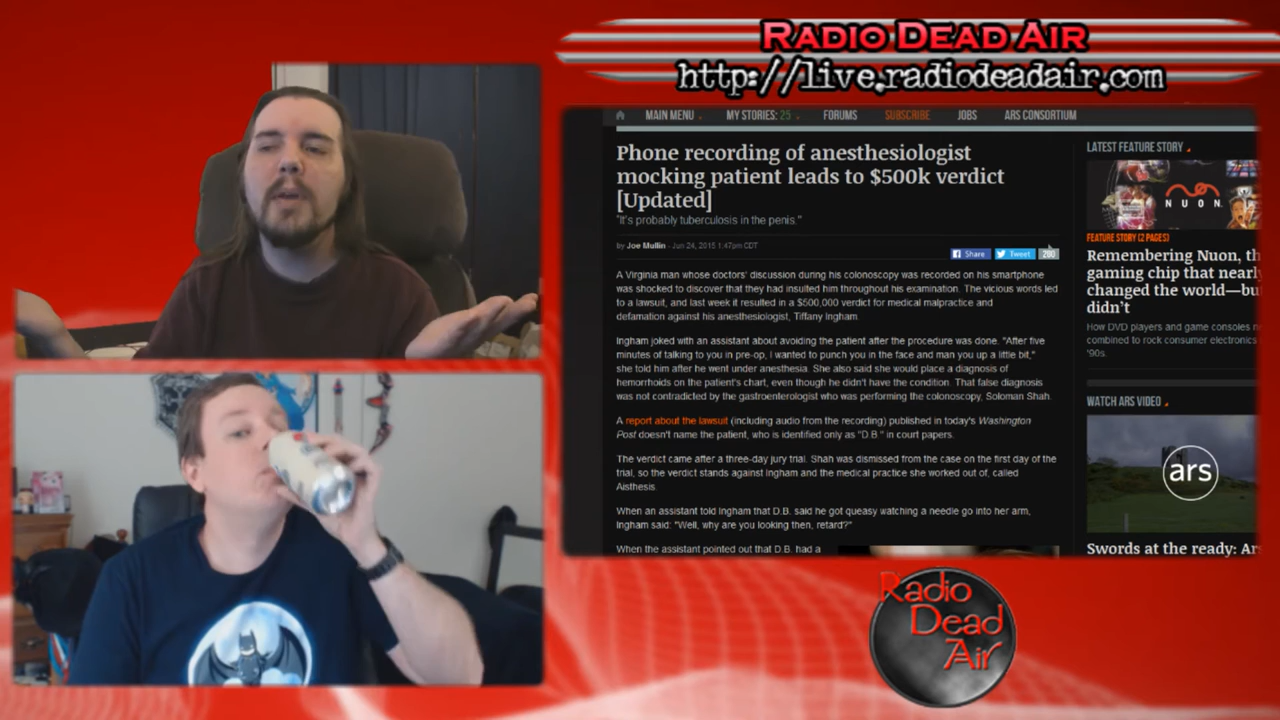 RADIO DEAD AIR
http://live.radiodeadair.com
MAIN MENU
MY STORIES: 25
FORUMS
SUBSCRIBE
JOBS
ARS CONSORTIUM
Phone recording of anesthesiologist
mocking patient leads to $500k verdict
[Updated]
"It's probably tuberculosis in the penis."
by Joe Mullin - Jun 24, 2015 1:47pm CDT
Share
Tweet
280
A Virginia man whose doctors' discussion during his colonoscopy was recorded on his smartphone
was shocked to discover that they had insulted him throughout his examination. The vicious words led
to a lawsuit, and last week it resulted in a $500,000 verdict for medical malpractice and
defamation against his anesthesiologist, Tiffany Ingham.
Ingham joked with an assistant about avoiding the patient after the procedure was done. "After five
minutes of talking to you in pre-op, I wanted to punch you in the face and man you up a little bit,"
she told him after he went under anesthesia. She also said she would place a diagnosis of
hemorrhoids on the patient's chart, even though he didn't have the condition. That false diagnosis
was not contradicted by the gastroenterologist who was performing the colonoscopy, Soloman Shah.
A report about the lawsuit (including audio from the recording) published in today's Washington
Post doesn't name the patient, who is identified only as "D.B." in court papers.
The verdict came after a three-day jury trial. Shah was dismissed from the case on the first day of the
trial, so the verdict stands against Ingham and the medical practice she worked out of, called
Aisthesis.
When an assistant told Ingham that D.B. said he got queasy watching a needle go into her arm,
Ingham said: "Well, why are you looking then, retard?"
When the assistant pointed out that D.B. had a
LATEST FEATURE STORY
NUON
FEATURE STORY (2 PAGES)
Remembering Nuon, th
gaming chip that nearly
changed the world—bu
didn't
How DVD players and game consoles
combined to rock consumer electronics
'90s.
WATCH ARS VIDEO
ars
Swords at the ready: Ar
Radio
Dead
Air